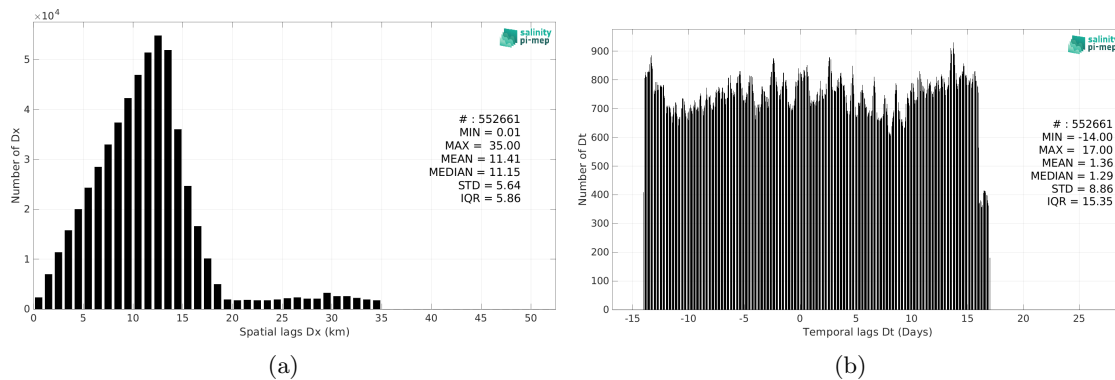 ×10⁴
5
4
3
2
1
0
Number of Dx
0 5 10 15 20 25 30 35 40 45 50
Spatial lags Dx (km)
salinity
pi-mep
# : 552661
MIN = 0.01
MAX = 35.00
MEAN = 11.41
MEDIAN = 11.15
STD = 5.64
IQR = 5.86
(a)
900
800
700
600
500
400
300
200
100
0
Number of Dt
-15 -10 -5 0 5 10 15 20 25
Temporal lags Dt (Days)
salinity
pi-mep
# : 552661
MIN = -14.00
MAX = 17.00
MEAN = 1.36
MEDIAN = 1.29
STD = 8.86
IQR = 15.35
(b)